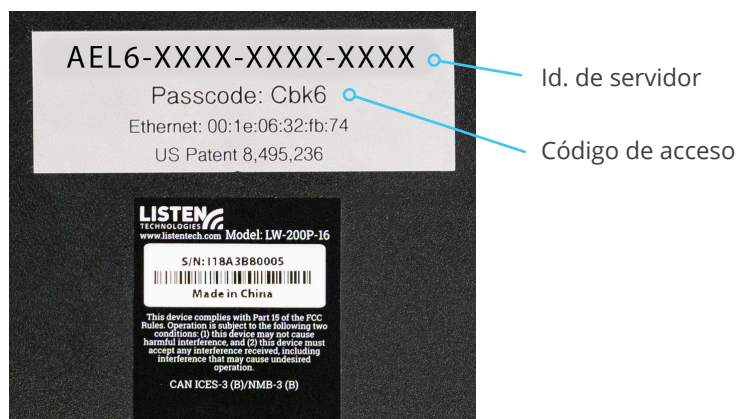 AEL6-XXXX-XXXX-XXXX
Id. de servidor
Passcode: Cbk6
Código de acceso
Ethernet: 00:1e:06:32:fb:74
US Patent 8,495,236
LISTEN
TECHNOLOGIES
www.listentech.com Model: LW-200P-16
S/N: I18A3B80005
Made in China
This device complies with Part 15 of the FCC
Rules. Operation is subject to the following two
conditions: (1) this device may not cause
harmful interference, and (2) this device must
accept any interference received, including
interference that may cause undesired
operation.
CAN ICES-3 (B)/NMB-3 (B)